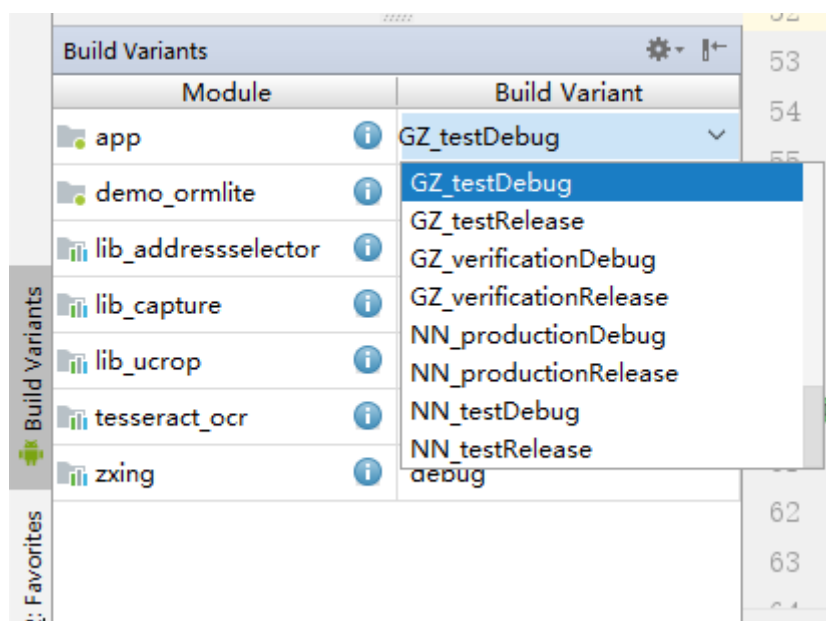 Build Variants
Module Build Variant
app GZ_testDebug
demo_ormlite
lib_addressselector
lib_capture
lib_ucrop
tesseract_ocr
zxing debug
GZ_testDebug
GZ_testRelease
GZ_verificationDebug
GZ_verificationRelease
NN_productionDebug
NN_productionRelease
NN_testDebug
NN_testRelease
Build Variants
Favorites
53
54
55
62
63